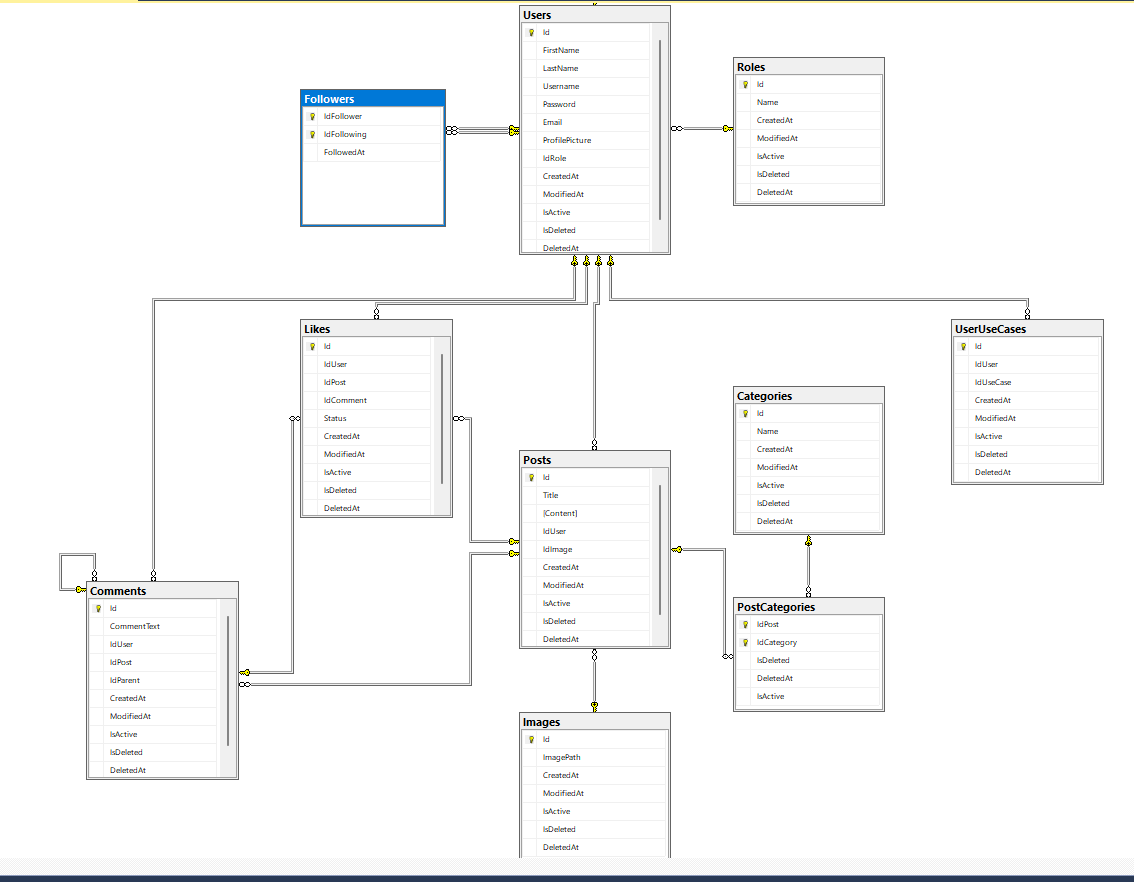 Users
Id
FirstName
LastName
Username
Password
Email
ProfilePicture
IdRole
CreatedAt
ModifiedAt
IsActive
IsDeleted
DeletedAt
Roles
Id
Name
CreatedAt
ModifiedAt
IsActive
IsDeleted
DeletedAt
Followers
IdFollower
IdFollowing
FollowedAt
Likes
Id
IdUser
IdPost
IdComment
Status
CreatedAt
ModifiedAt
IsActive
IsDeleted
DeletedAt
UserUseCases
Id
IdUser
IdUseCase
CreatedAt
ModifiedAt
IsActive
IsDeleted
DeletedAt
Categories
Id
Name
CreatedAt
ModifiedAt
IsActive
IsDeleted
DeletedAt
Posts
Id
Title
[Content]
IdUser
IdImage
CreatedAt
ModifiedAt
IsActive
IsDeleted
DeletedAt
Comments
Id
CommentText
IdUser
IdPost
IdParent
CreatedAt
ModifiedAt
IsActive
IsDeleted
DeletedAt
PostCategories
IdPost
IdCategory
IsDeleted
DeletedAt
IsActive
Images
Id
ImagePath
CreatedAt
ModifiedAt
IsActive
IsDeleted
DeletedAt